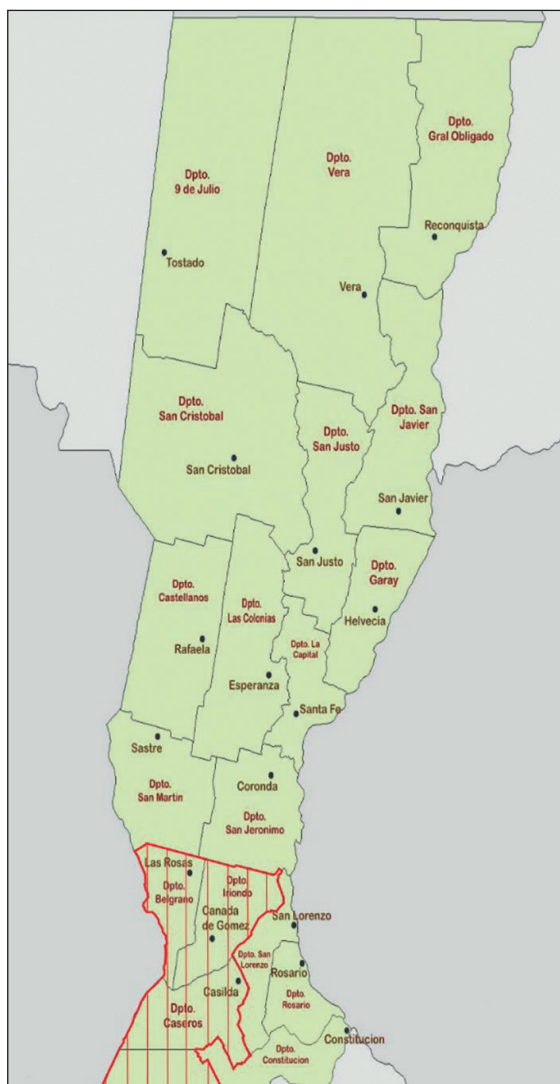 Dpto.
Gral Obligado
Dpto.
Vera
Dpto.
9 de Julio
Reconquista
Tostado
Vera
Dpto.
San Cristobal
Dpto.
San Justo
Dpto. San
Javier
San Cristobal
San Javier
San Justo
Dpto.
Garay
Dpto.
Castellanos
Dpto.
Las Colonias
Helvecia
Rafaela
Dpto. La
Capital
Esperanza
Santa Fe
Sastre
Dpto.
San Martin
Coronda
Dpto.
San Jeronimo
Las Rosas
Dpto.
Belgrano
Dpto.
Iriondo
Canada
de Gomez
San Lorenzo
Dpto. San
Lorenzo
Rosario
Casilda
Dpto.
Rosario
Dpto.
Caseros
Constitucion
Dpto.
Constitucion